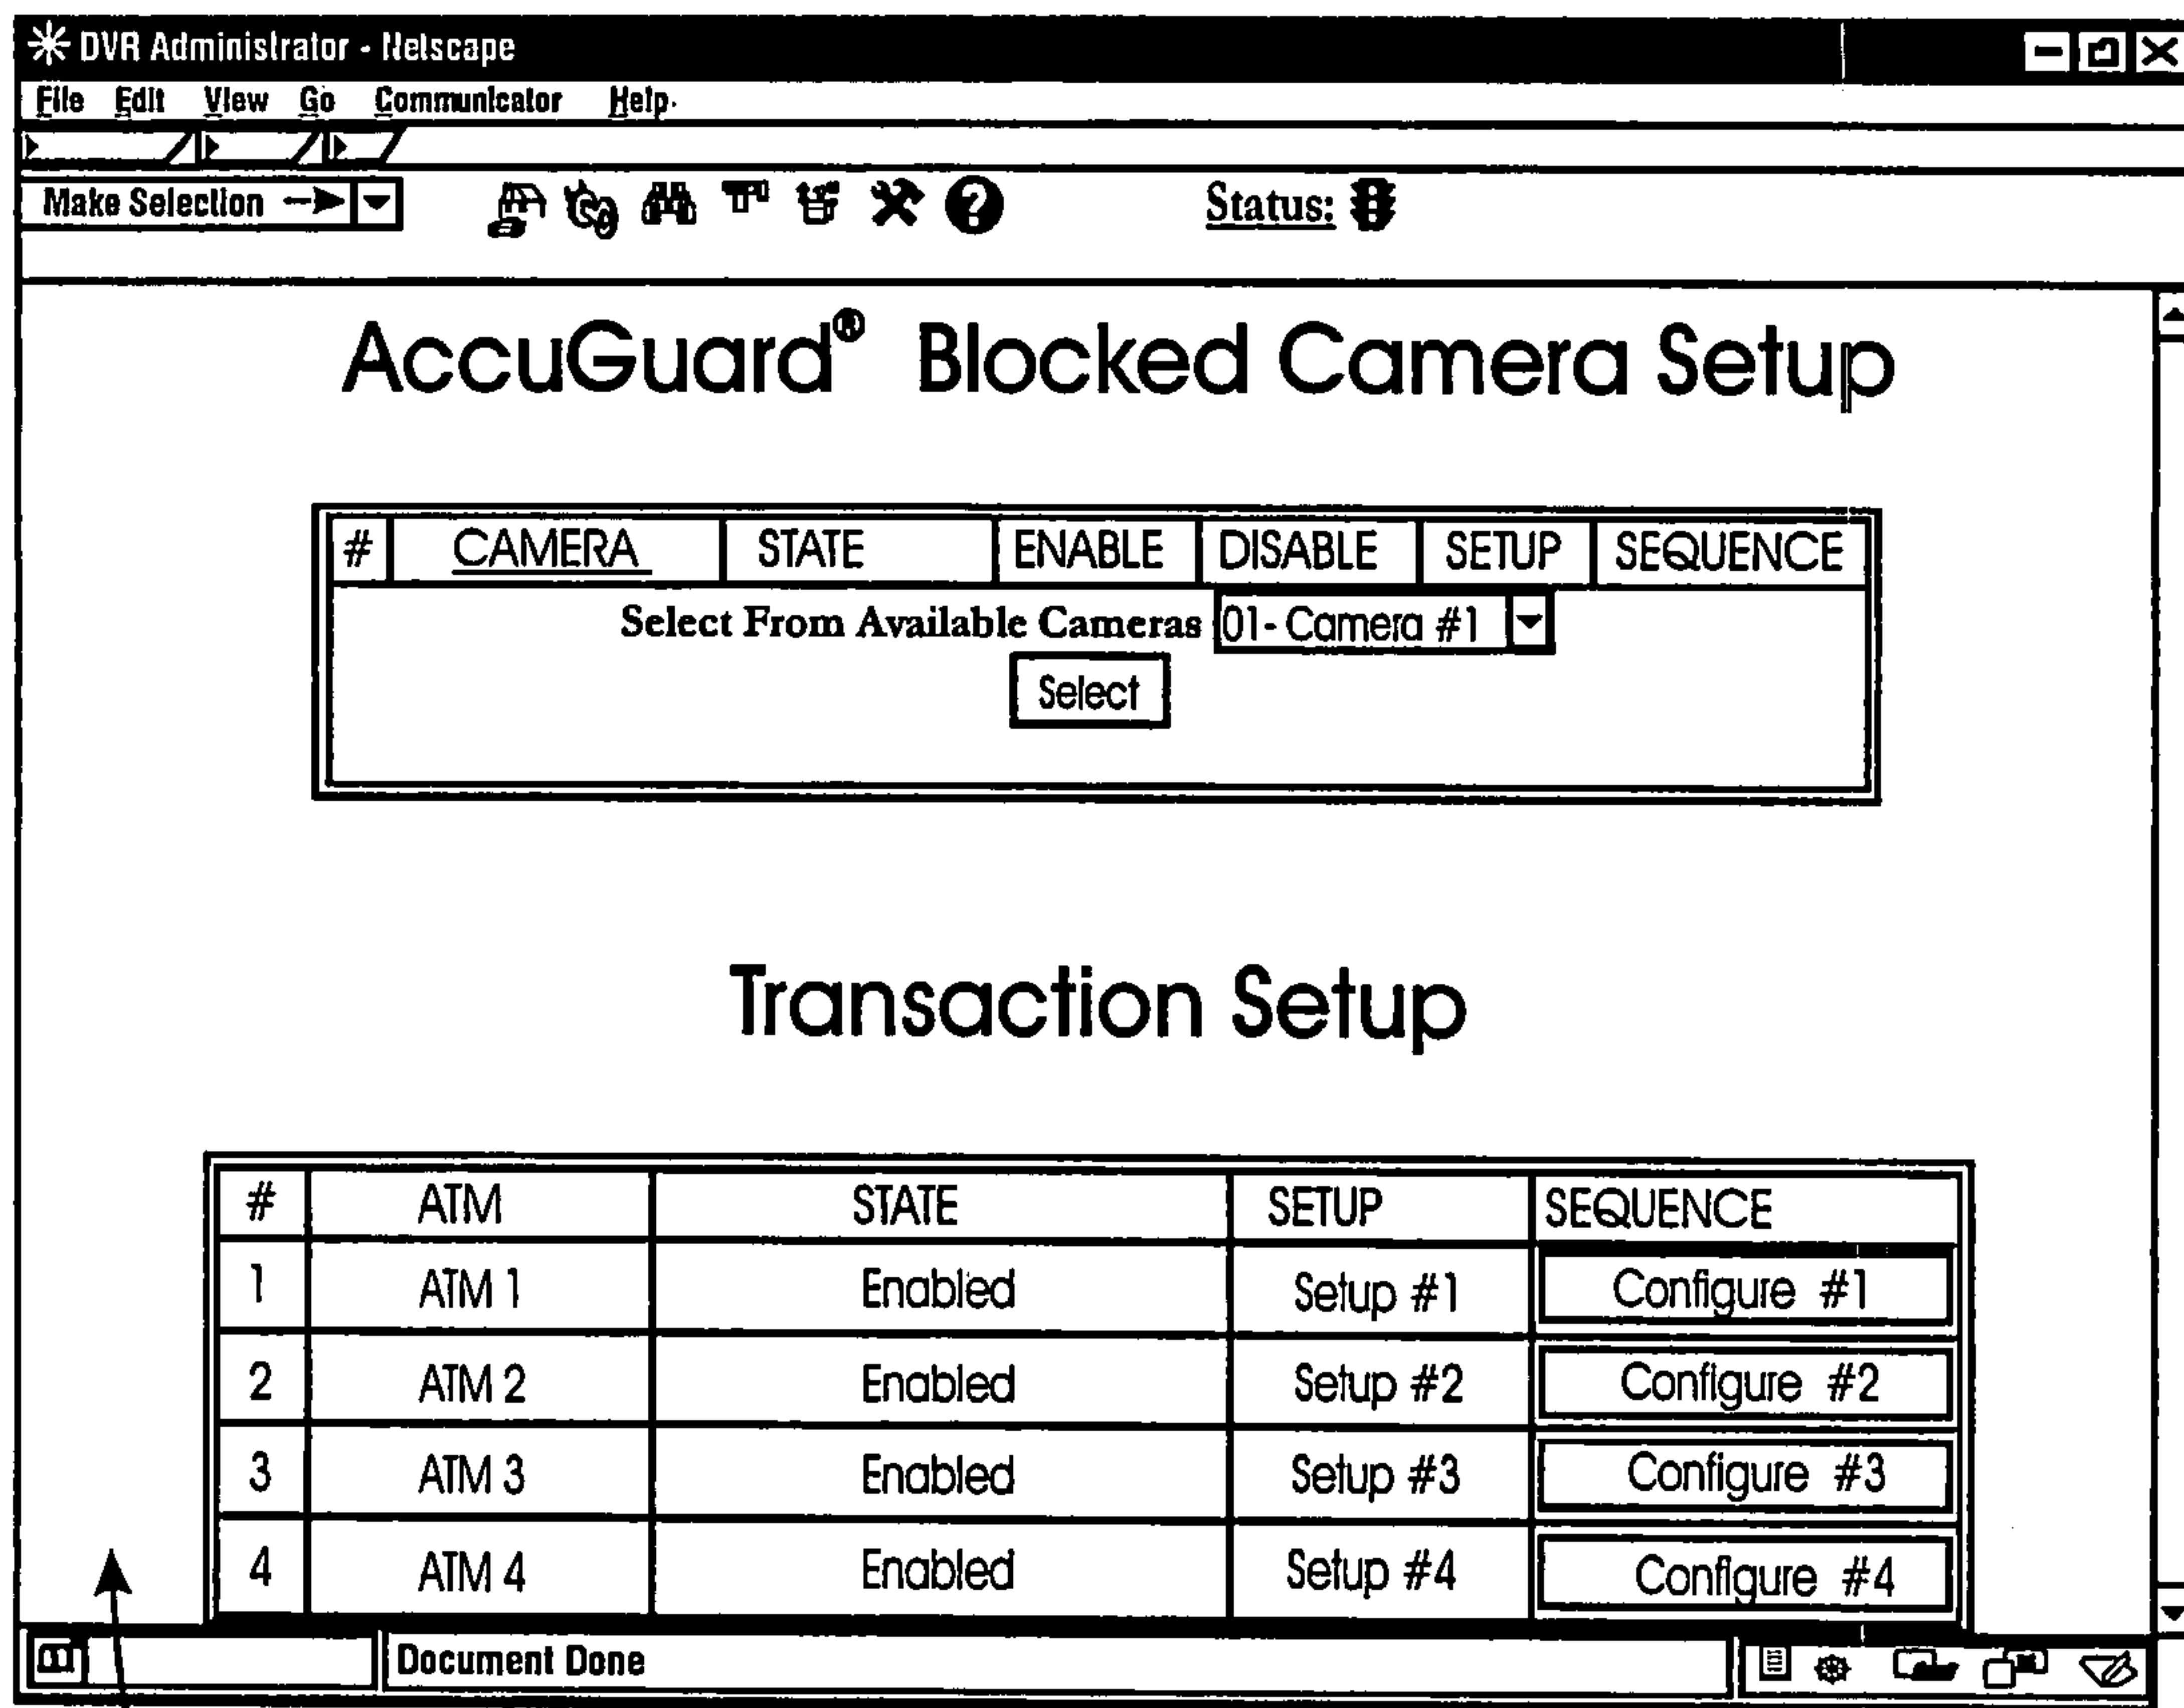 DVR Administrator - Netscape
File Edit View Go Communicator Help
Make Selection
Status:
AccuGuard® Blocked Camera Setup
# CAMERA STATE ENABLE DISABLE SETUP SEQUENCE
Select From Available Cameras 01- Camera #1
Select
Transaction Setup
# ATM STATE SETUP SEQUENCE
1 ATM 1 Enabled Setup #1 Configure #1
2 ATM 2 Enabled Setup #2 Configure #2
3 ATM 3 Enabled Setup #3 Configure #3
4 ATM 4 Enabled Setup #4 Configure #4
Document Done